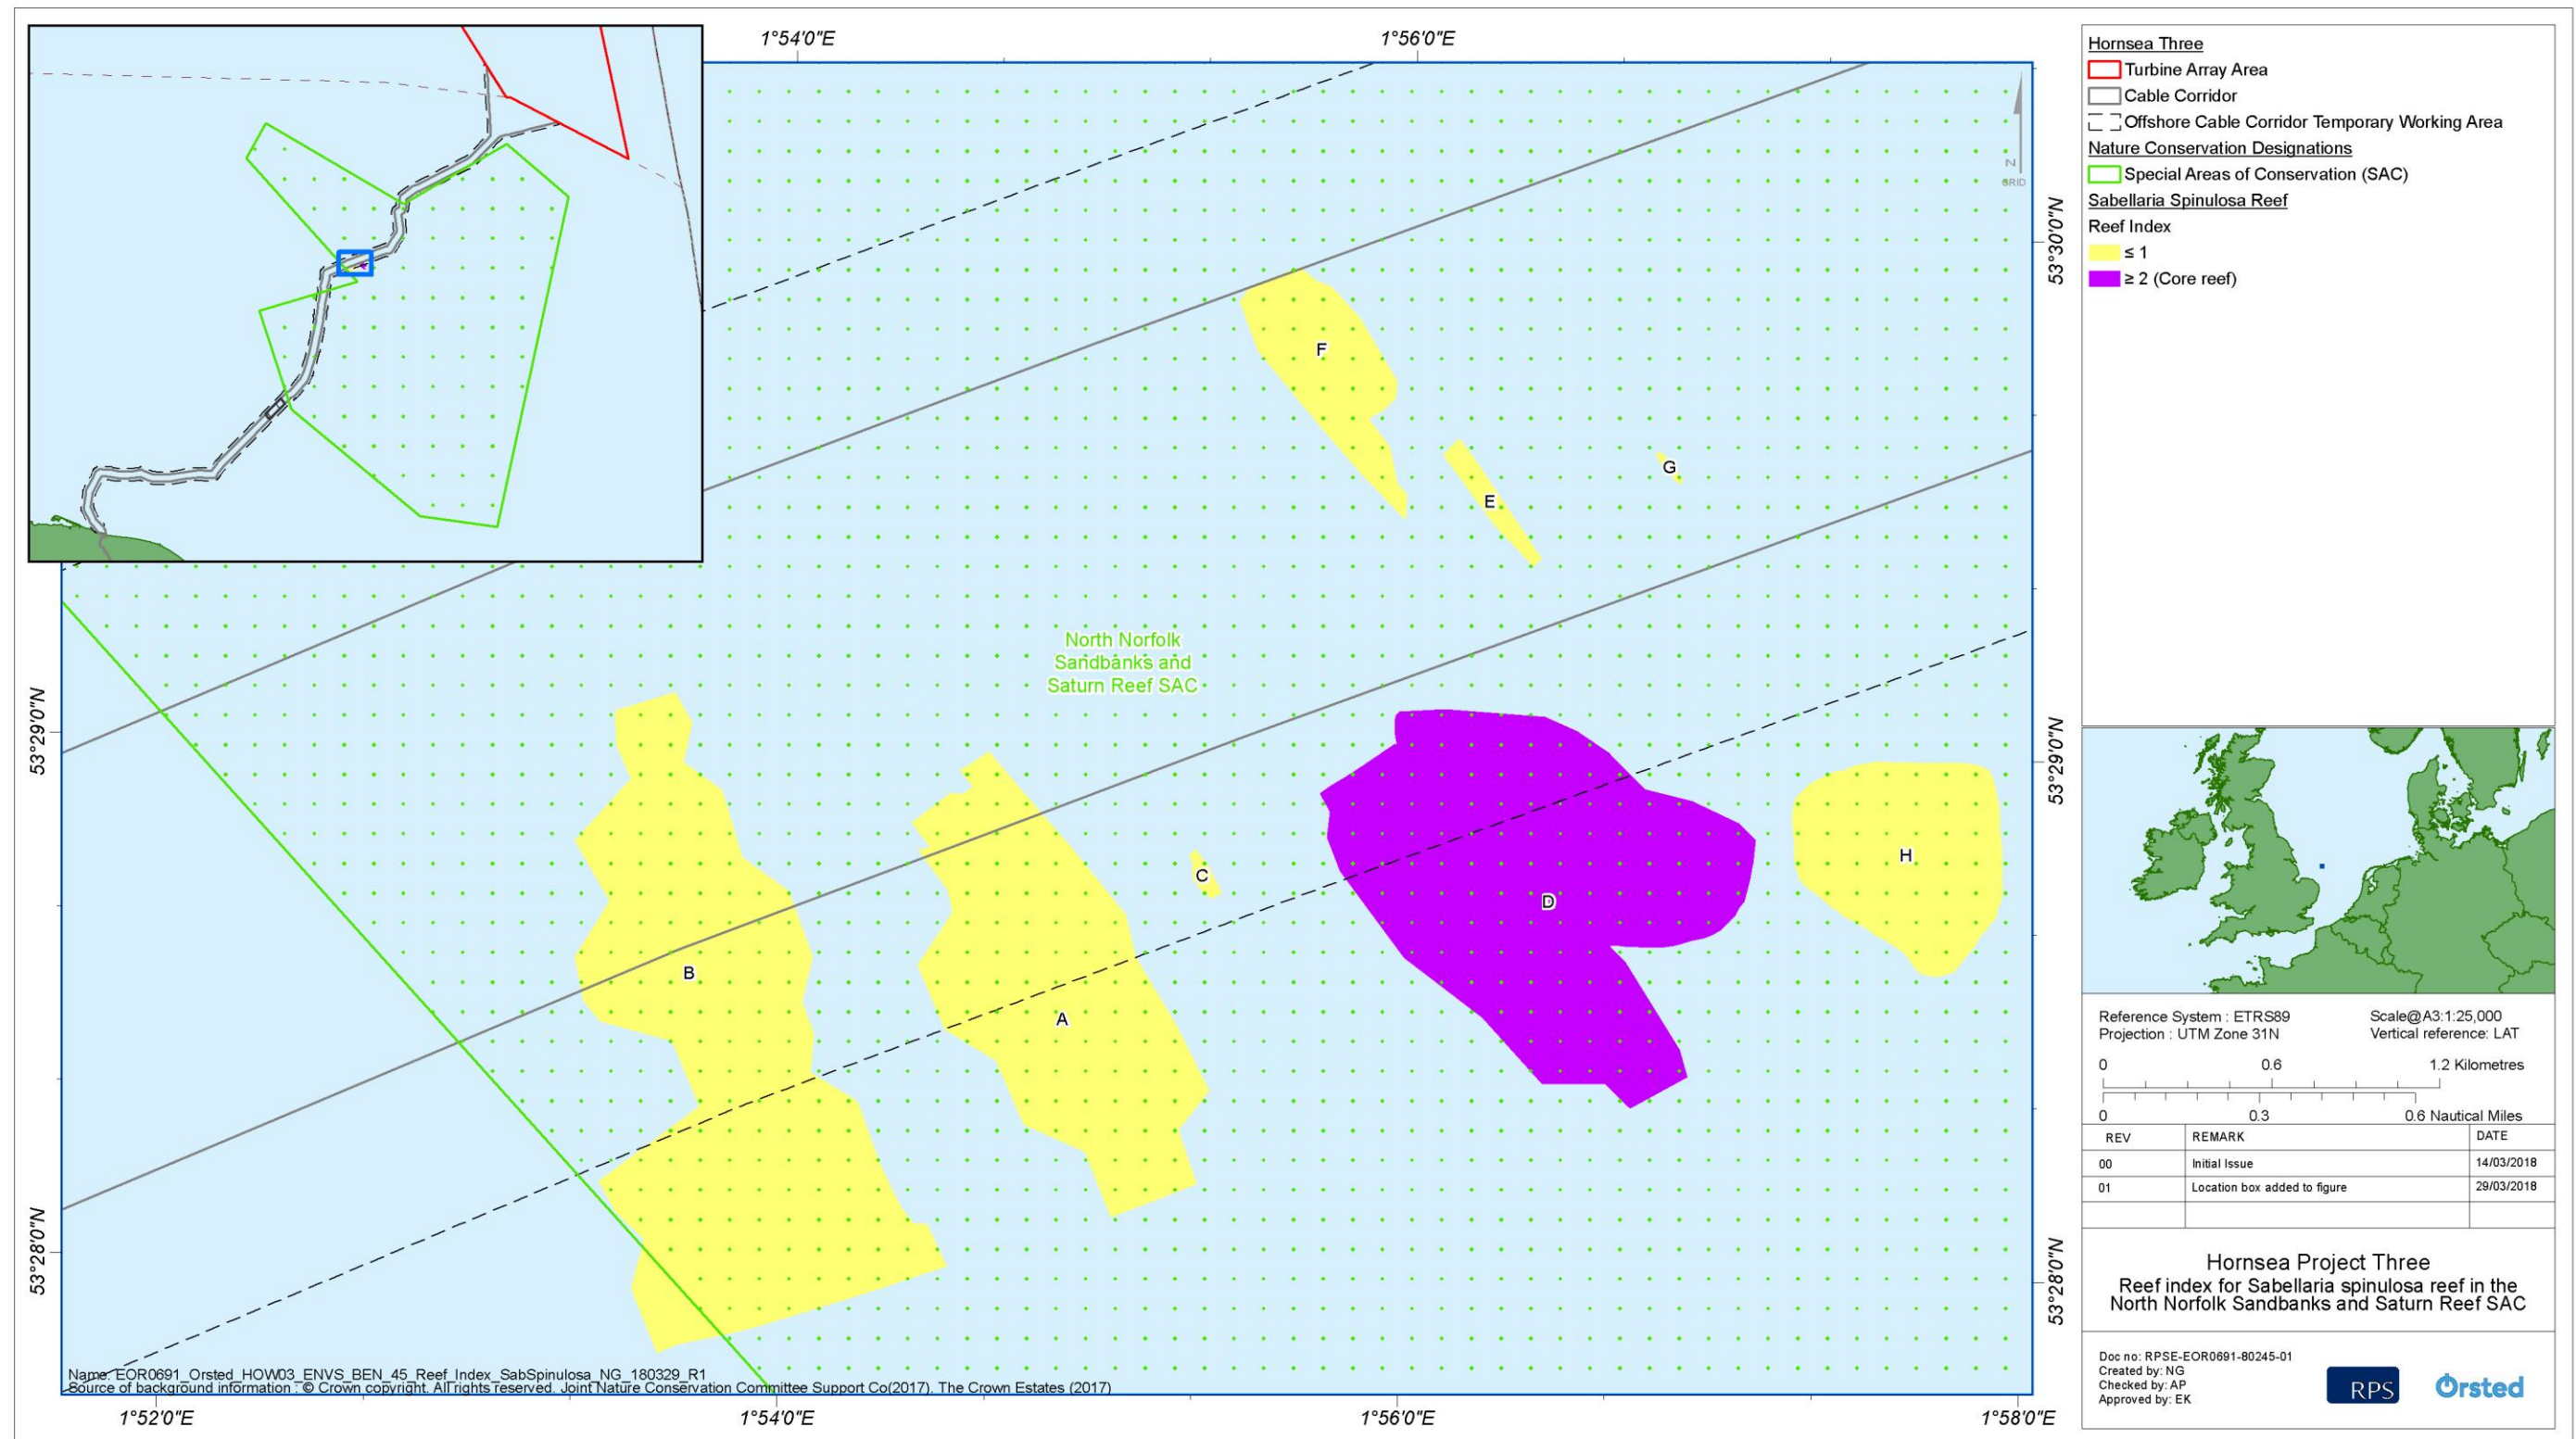 1°54'0"E
1°56'0"E
53°30'0"N
53°29'0"N
53°29'0"N
53°28'0"N
53°28'0"N
1°52'0"E
1°54'0"E
1°56'0"E
1°58'0"E
N
GRID
F
G
E
North Norfolk
Sandbanks and
Saturn Reef SAC
H
C
D
B
A
Name: EOR0691_Orsted_HOW03_ENVS_BEN_45_Reef_Index_SabSpinulosa_NG_180329_R1
Source of background information : © Crown copyright. All rights reserved. Joint Nature Conservation Committee Support Co(2017). The Crown Estates (2017)
Hornsea Three
Turbine Array Area
Cable Corridor
Offshore Cable Corridor Temporary Working Area
Nature Conservation Designations
Special Areas of Conservation (SAC)
Sabellaria Spinulosa Reef
Reef Index
≤ 1
≥ 2 (Core reef)
Reference System : ETRS89 Scale@A3:1:25,000
Projection : UTM Zone 31N Vertical reference: LAT
0 0.6 1.2 Kilometres
0 0.3 0.6 Nautical Miles
REV REMARK DATE
00 Initial Issue 14/03/2018
01 Location box added to figure 29/03/2018
Hornsea Project Three
Reef index for Sabellaria spinulosa reef in the
North Norfolk Sandbanks and Saturn Reef SAC
Doc no: RPSE-EOR0691-80245-01
Created by: NG
Checked by: AP
Approved by: EK
RPS
Ørsted